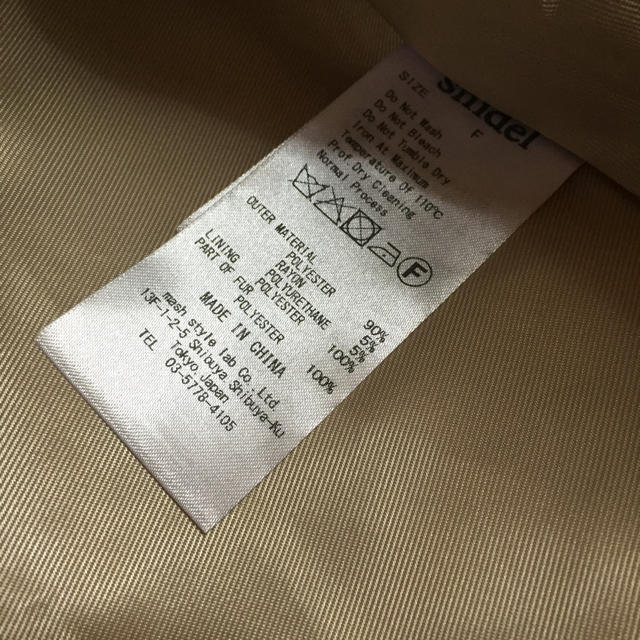 snidel
SIZE F
Do Not Wash
Do Not Bleach
Do Not Tumble Dry
Iron At Maximum
Temperature Of 110℃
Prof. Dry Cleaning
Normal Process
F
OUTER MATERIAL
POLYESTER 90%
RAYON 5%
POLYURETHANE 5%
LINING POLYESTER 100%
PART OF FUR
POLYESTER 100%
MADE IN CHINA
mash style lab Co., Ltd.
13F-1-2-5 Shibuya Shibuya-Ku
Tokyo Japan
TEL 03-5778-4105